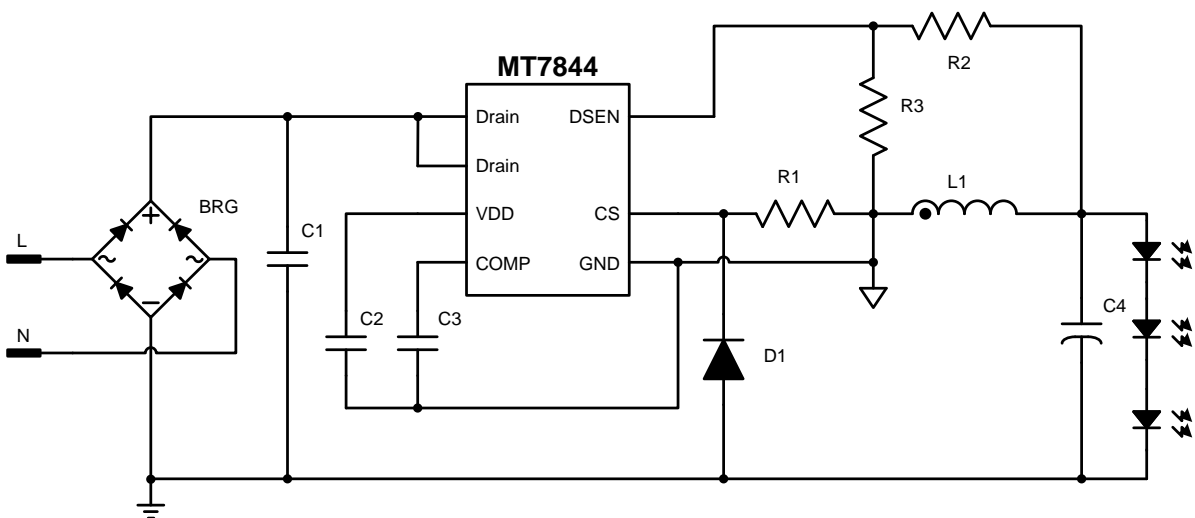 MT7844
R2
Drain
DSEN
R3
Drain
R1
L1
BRG
VDD
CS
L
C1
COMP
GND
C2
C3
C4
N
D1